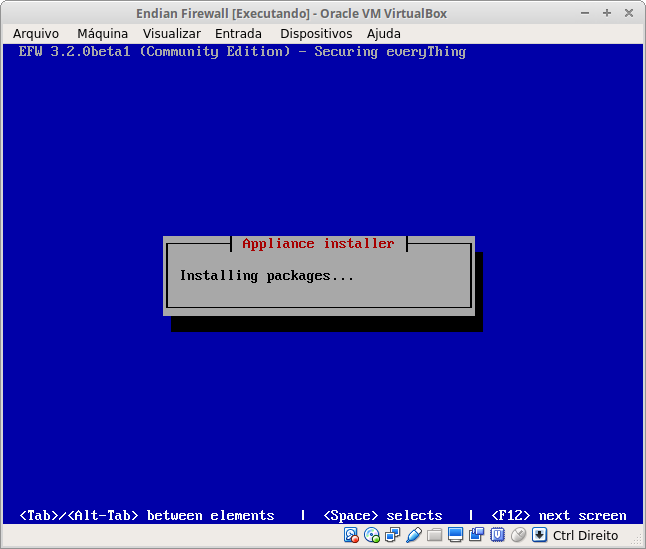 Endian Firewall [Executando] - Oracle VM VirtualBox
Arquivo Máquina Visualizar Entrada Dispositivos Ajuda
EFW 3.2.0beta1 (Community Edition) - Securing everyThing
Appliance installer
Installing packages...
<Tab>/<Alt-Tab> between elements | <Space> selects | <F12> next screen
Ctrl Direito